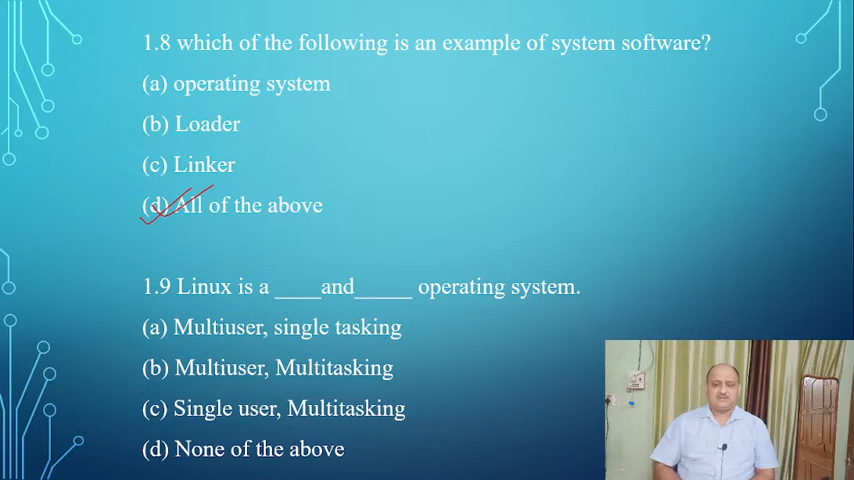 1.8 which of the following is an example of system software?
(a) operating system
(b) Loader
(c) Linker
(d) All of the above
1.9 Linux is a ____and_____ operating system.
(a) Multiuser, single tasking
(b) Multiuser, Multitasking
(c) Single user, Multitasking
(d) None of the above